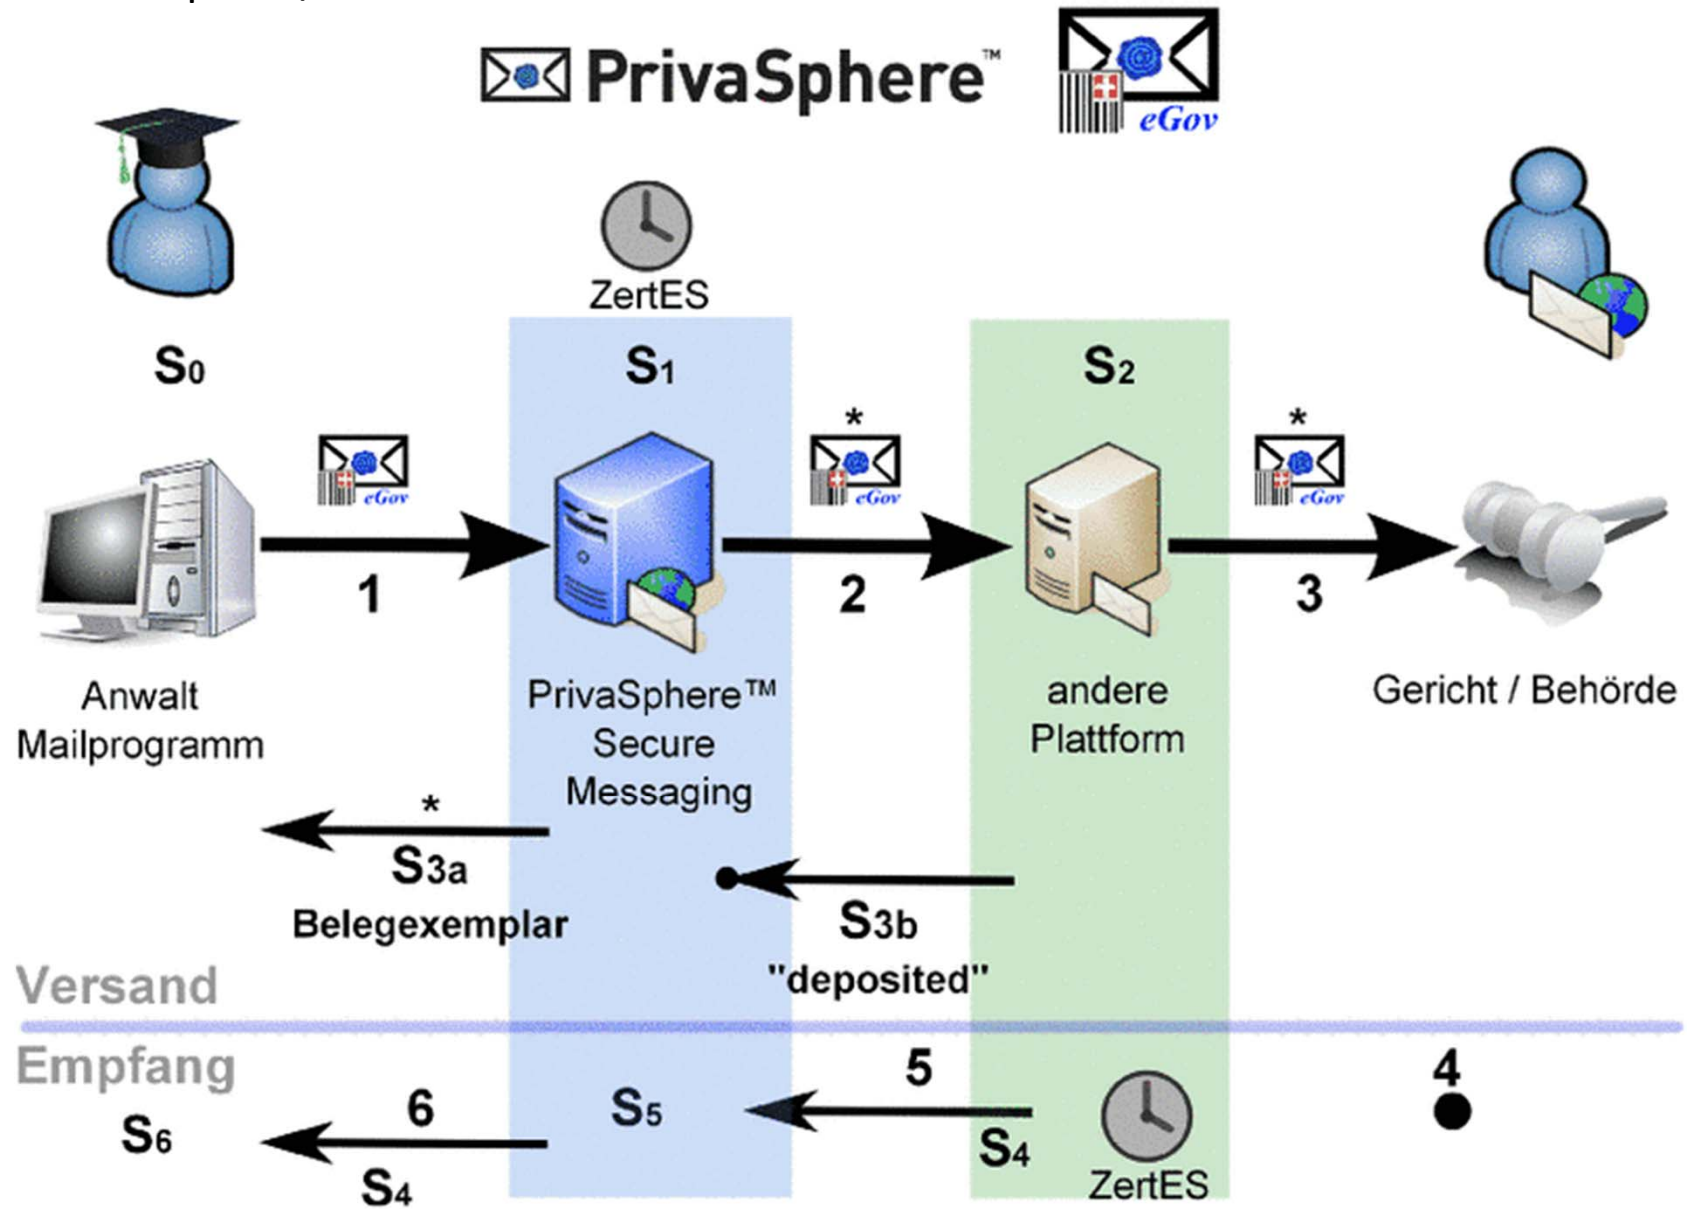 PrivaSphere™
eGov
ZertES
S0
S1
S2
*
*
eGov
eGov
eGov
1
2
3
Anwalt
Mailprogramm
PrivaSphere™
Secure
Messaging
andere
Plattform
Gericht / Behörde
*
S3a
Belegexemplar
S3b
"deposited"
Versand
Empfang
5
4
6
S5
S6
S4
S4
ZertES